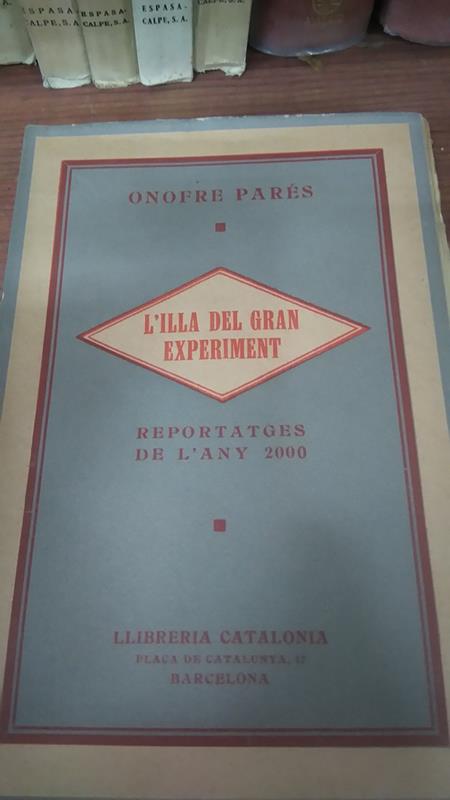 ESPASA-
CALPE, S. A.
ESPASA-
CALPE, S. A.
ESPASA-
CALPE, S. A.
ONOFRE PARÉS
L'ILLA DEL GRAN
EXPERIMENT
REPORTATGES
DE L'ANY 2000
LLIBRERIA CATALONIA
PLAÇA DE CATALUNYA, 17
BARCELONA